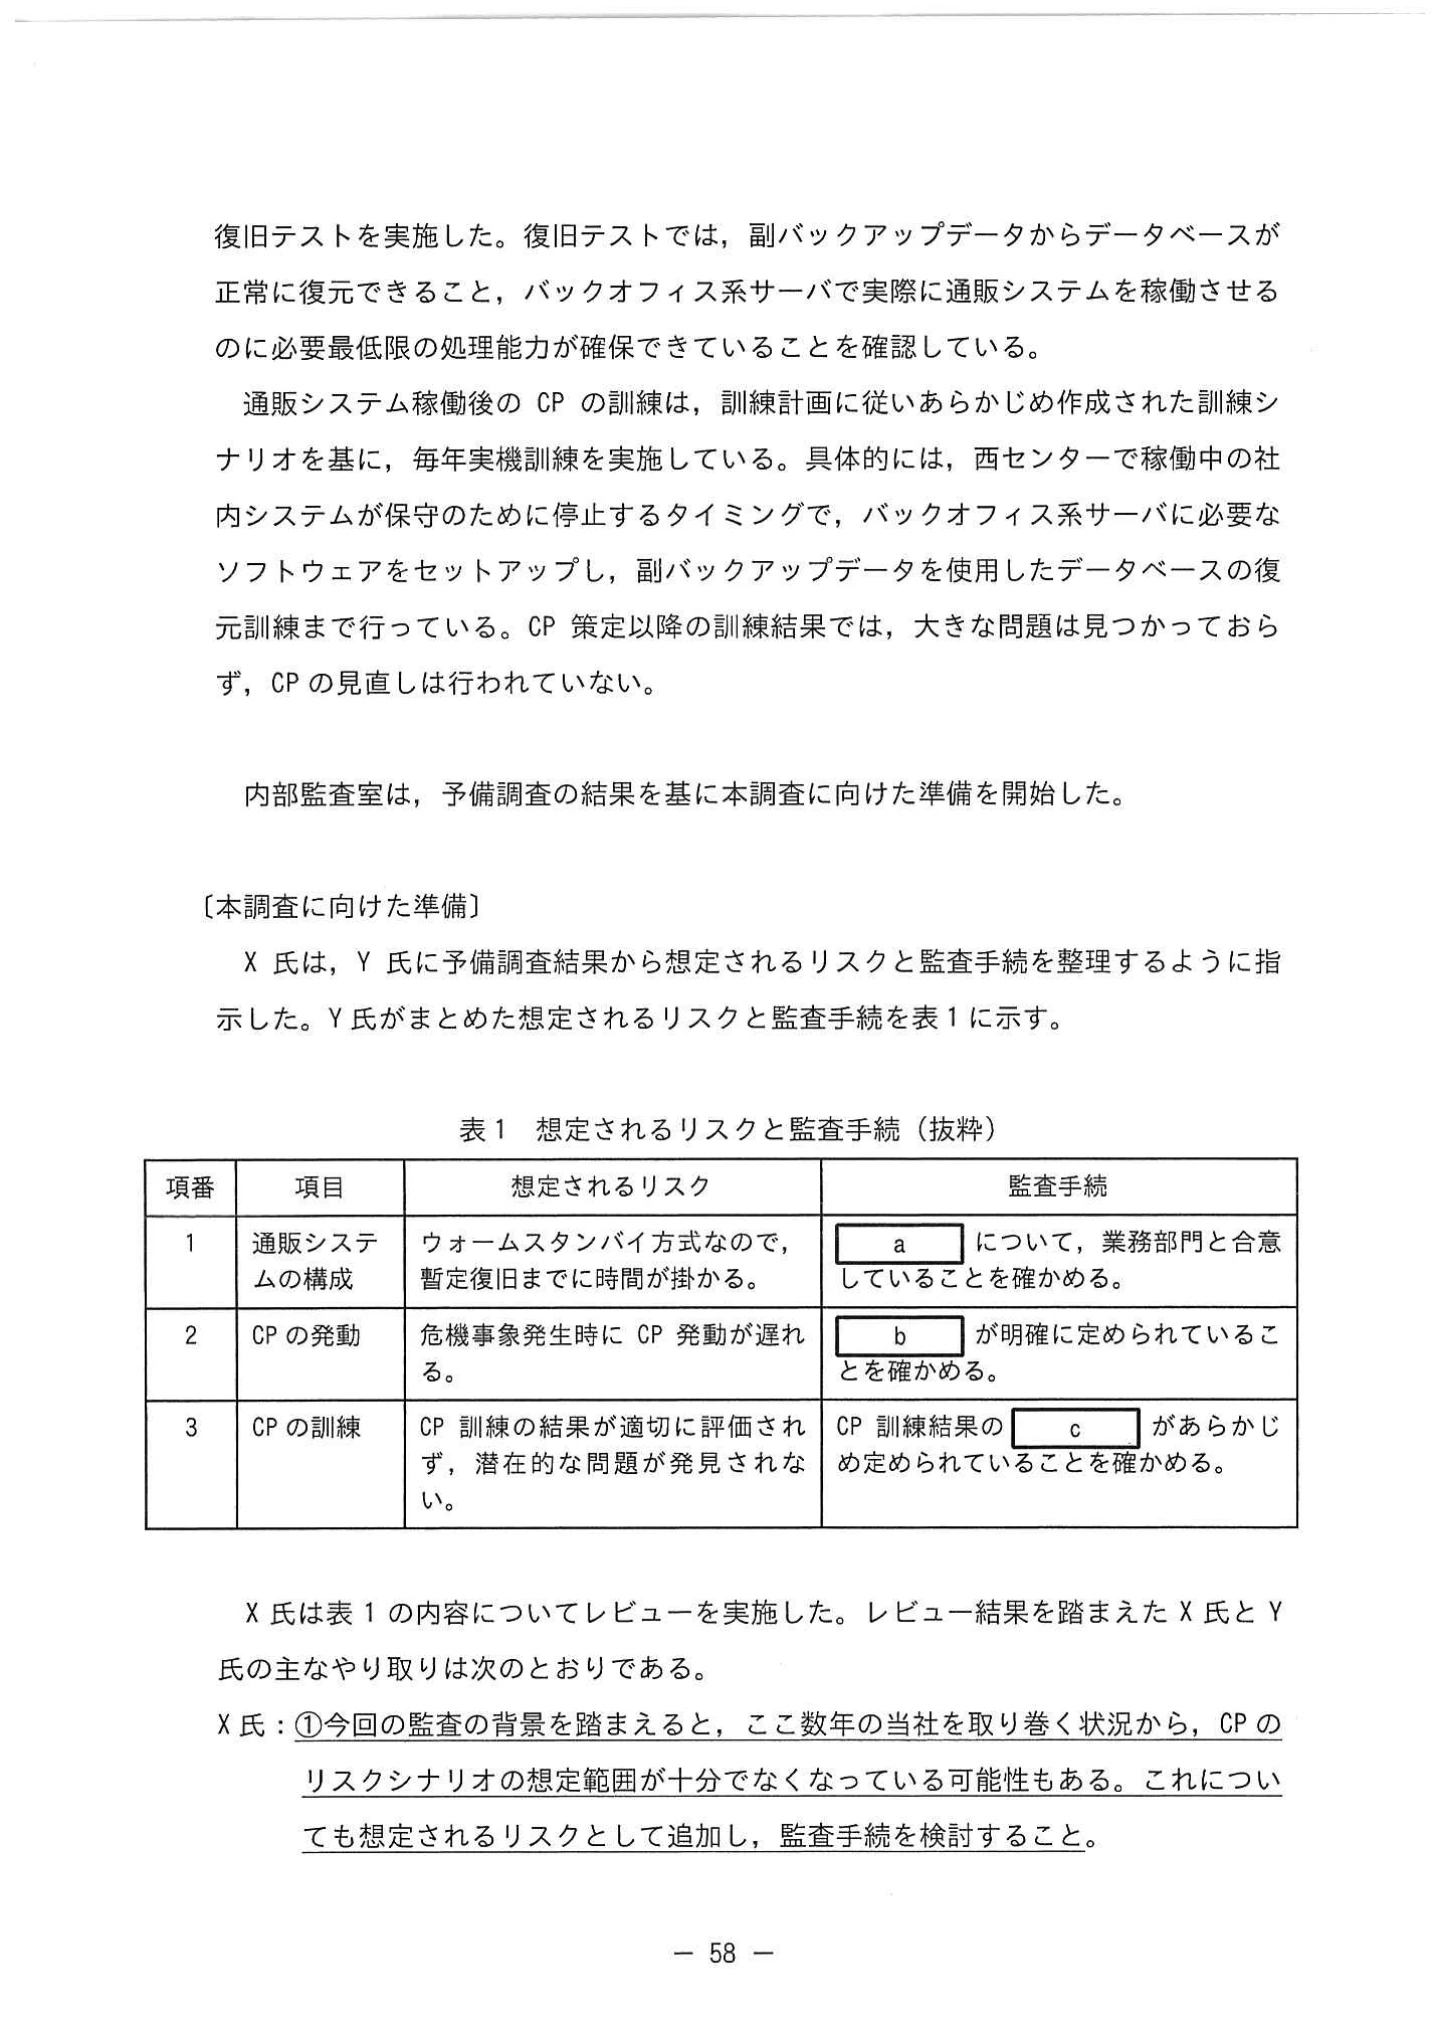 復旧テストを実施した。復旧テストでは，副バックアップデータからデータベースが
正常に復元できること，バックオフィス系サーバで実際に通販システムを稼働させる
のに必要最低限の処理能力が確保できていることを確認している。
通販システム稼働後の CP の訓練は，訓練計画に従いあらかじめ作成された訓練シ
ナリオを基に，毎年実機訓練を実施している。具体的には，西センターで稼働中の社
内システムが保守のために停止するタイミングで，バックオフィス系サーバに必要な
ソフトウェアをセットアップし，副バックアップデータを使用したデータベースの復
元訓練まで行っている。CP 策定以降の訓練結果では，大きな問題は見つかっておら
ず，CP の見直しは行われていない。
内部監査室は，予備調査の結果を基に本調査に向けた準備を開始した。
〔本調査に向けた準備〕
X 氏は，Y 氏に予備調査結果から想定されるリスクと監査手続を整理するように指
示した。Y 氏がまとめた想定されるリスクと監査手続を表 1 に示す。
表 1　想定されるリスクと監査手続（抜粋）
項番 項目 想定されるリスク 監査手続
1
通販システ
ムの構成
ウォームスタンバイ方式なので，
暫定復旧までに時間が掛かる。
a について，業務部門と合意
していることを確かめる。
2
CP の発動
危機事象発生時に CP 発動が遅れ
る。
b が明確に定められているこ
とを確かめる。
3
CP の訓練
CP 訓練の結果が適切に評価され
ず，潜在的な問題が発見されな
い。
CP 訓練結果の c があらかじ
め定められていることを確かめる。
X 氏は表 1 の内容についてレビューを実施した。レビュー結果を踏まえた X 氏と Y
氏の主なやり取りは次のとおりである。
X 氏：①今回の監査の背景を踏まえると，ここ数年の当社を取り巻く状況から，CP の
リスクシナリオの想定範囲が十分でなくなっている可能性もある。これについ
ても想定されるリスクとして追加し，監査手続を検討すること。
－ 58 －